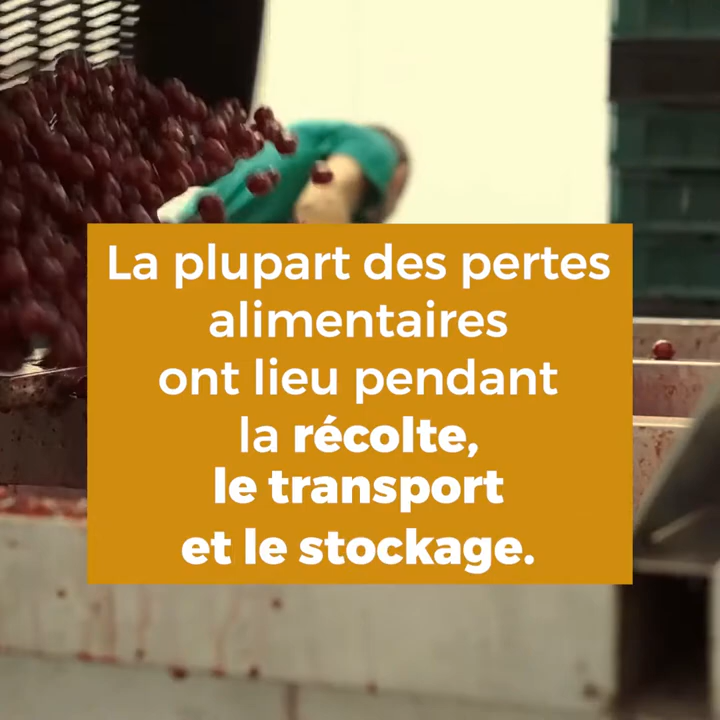 La plupart des pertes
alimentaires
ont lieu pendant
la récolte,
le transport
et le stockage.